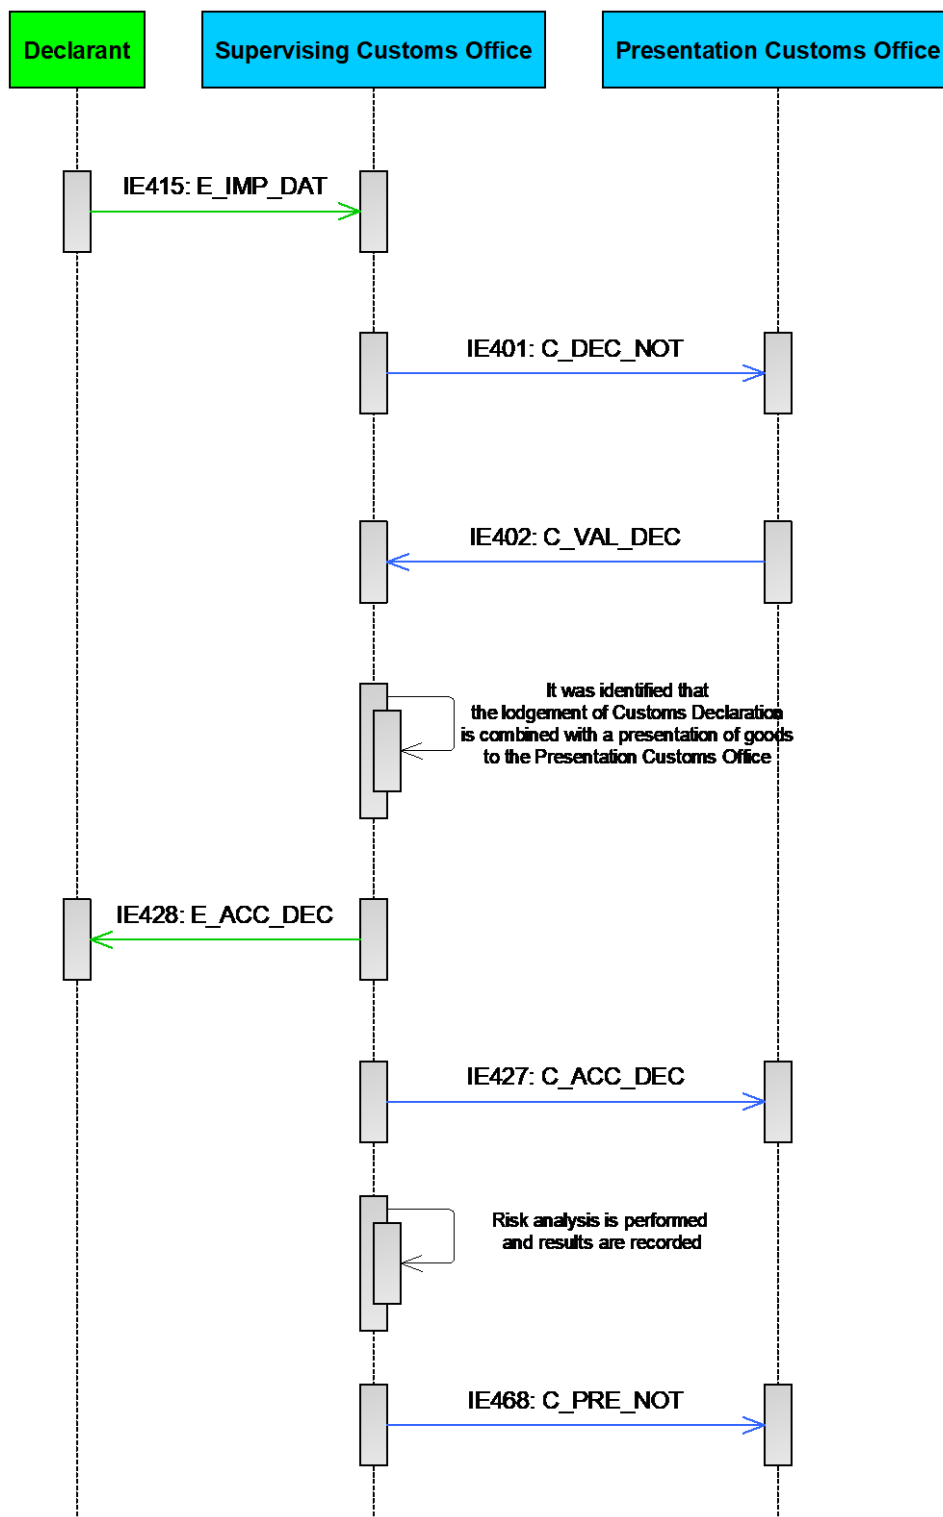 Declarant
Supervising Customs Office
Presentation Customs Office
IE415: E_IMP_DAT
IE401: C_DEC_NOT
IE402: C_VAL_DEC
It was identified that
the lodgement of Customs Declaration
is combined with a presentation of goods
to the Presentation Customs Office
IE428: E_ACC_DEC
IE427: C_ACC_DEC
Risk analysis is performed
and results are recorded
IE468: C_PRE_NOT